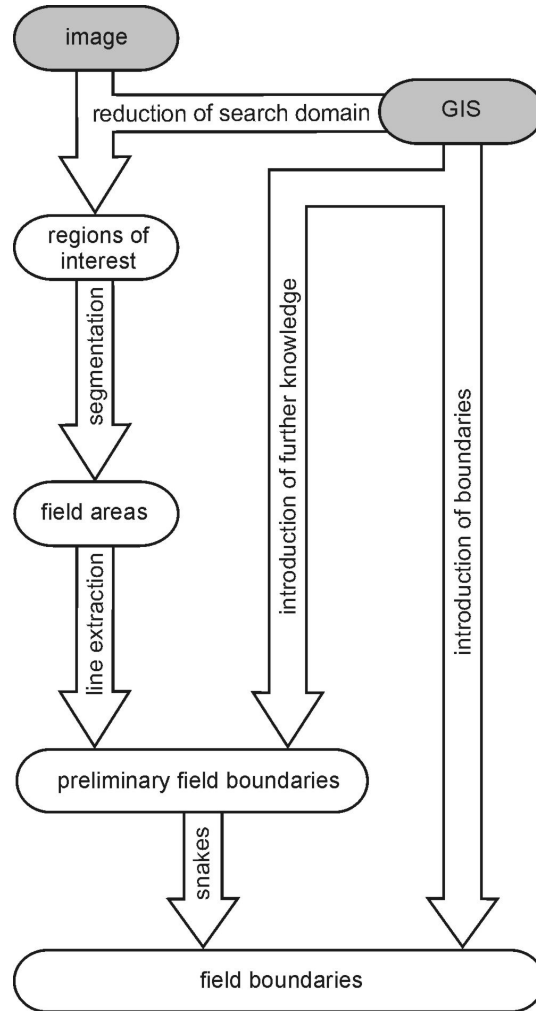 image
reduction of search domain
GIS
regions of
interest
segmentation
introduction of further knowledge
introduction of boundaries
field areas
line extraction
preliminary field boundaries
snakes
field boundaries